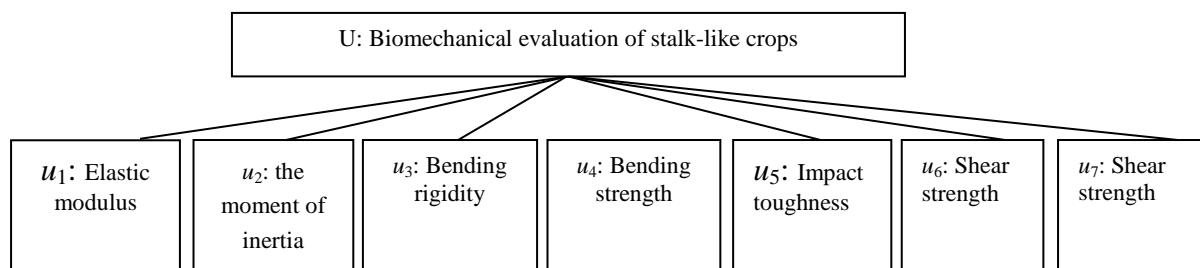 U: Biomechanical evaluation of stalk-like crops
u1: Elastic
modulus
u2: the
moment of
inertia
u3: Bending
rigidity
u4: Bending
strength
u5: Impact
toughness
u6: Shear
strength
u7: Shear
strength